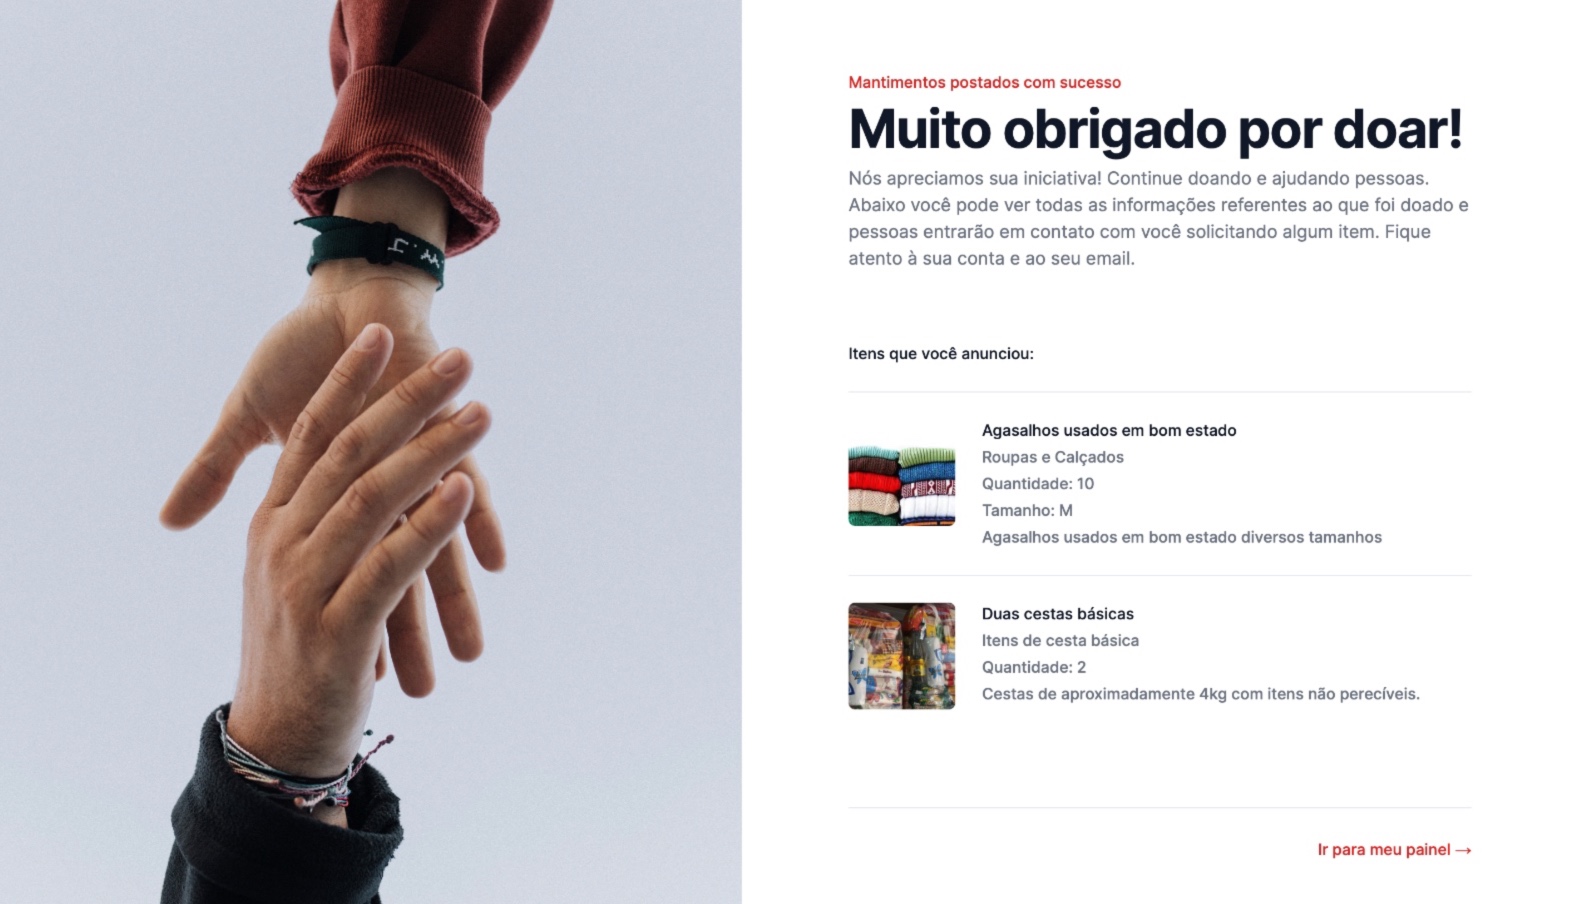 Mantimentos postados com sucesso
Muito obrigado por doar!
Nós apreciamos sua iniciativa! Continue doando e ajudando pessoas.
Abaixo você pode ver todas as informações referentes ao que foi doado e
pessoas entrarão em contato com você solicitando algum item. Fique
atento à sua conta e ao seu email.
Itens que você anunciou:
Agasalhos usados em bom estado
Roupas e Calçados
Quantidade: 10
Tamanho: M
Agasalhos usados em bom estado diversos tamanhos
Duas cestas básicas
Itens de cesta básica
Quantidade: 2
Cestas de aproximadamente 4kg com itens não perecíveis.
Ir para meu painel →